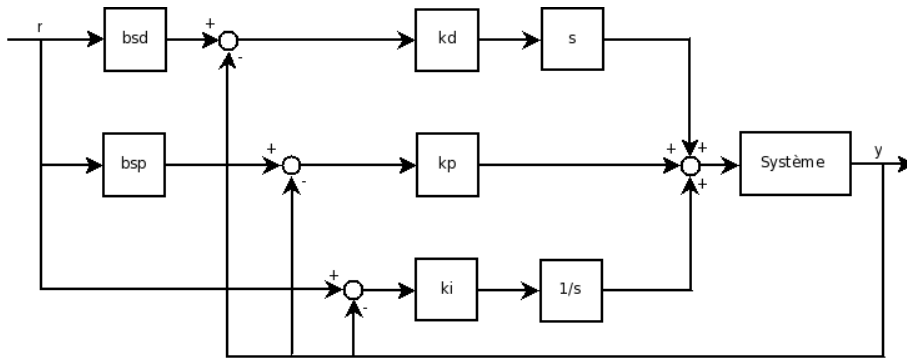 r
bsd
+
-
kd
s
bsp
+
-
kp
+
+
+
Système
y
+
-
ki
1/s